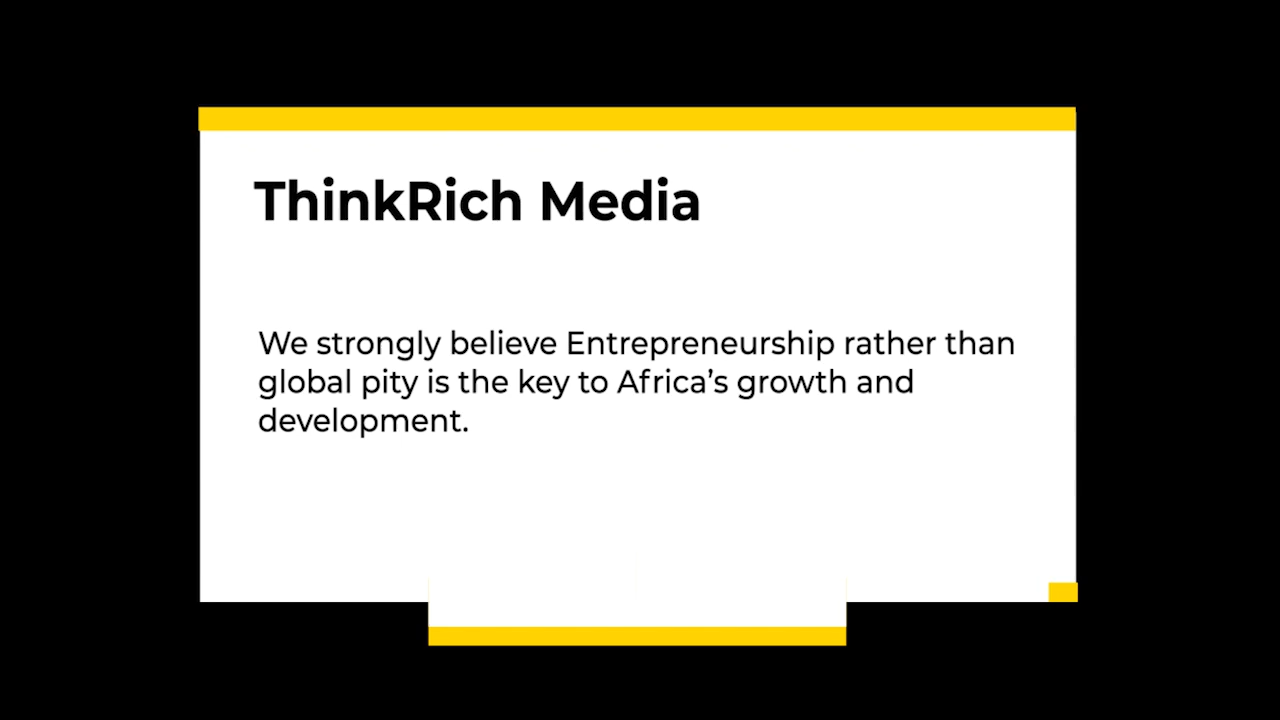 ThinkRich Media
We strongly believe Entrepreneurship rather than
global pity is the key to Africa’s growth and
development.